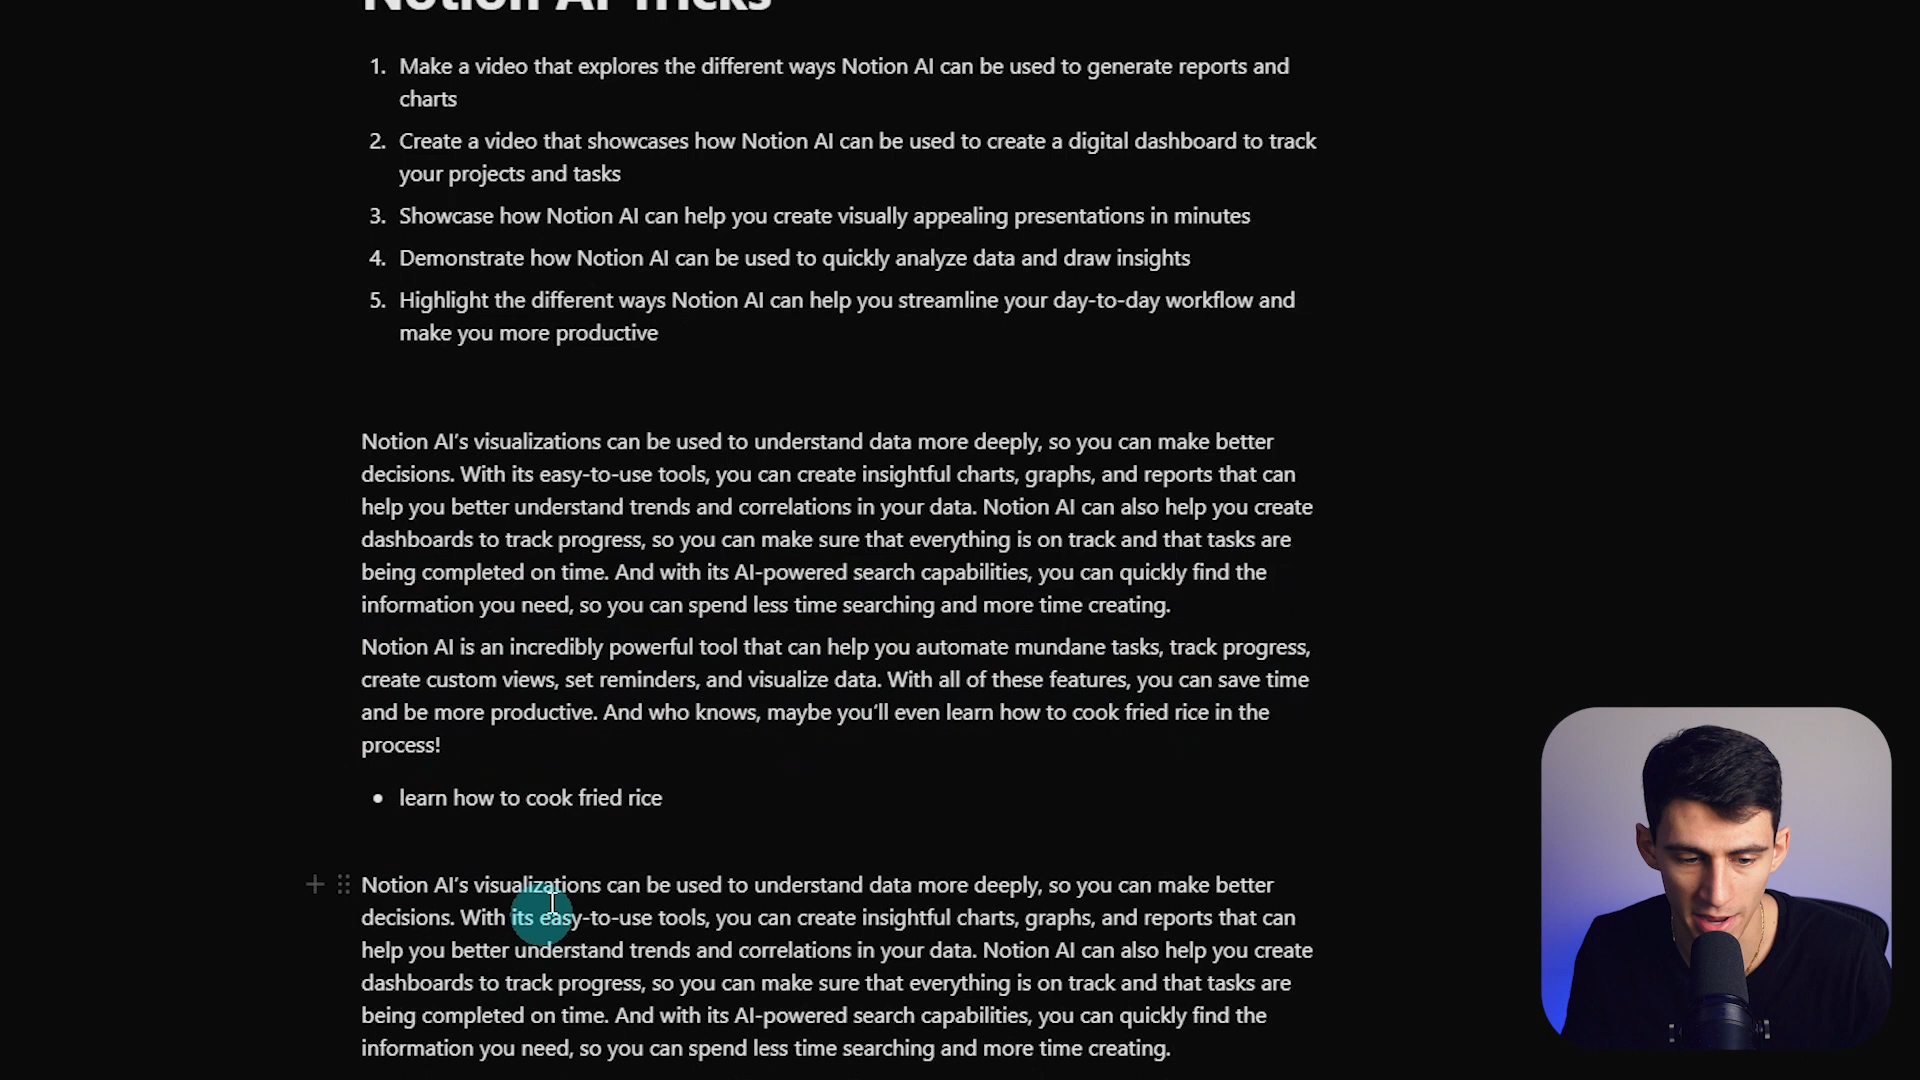 Notion AI Tricks
1. Make a video that explores the different ways Notion AI can be used to generate reports and
charts
2. Create a video that showcases how Notion AI can be used to create a digital dashboard to track
your projects and tasks
3. Showcase how Notion AI can help you create visually appealing presentations in minutes
4. Demonstrate how Notion AI can be used to quickly analyze data and draw insights
5. Highlight the different ways Notion AI can help you streamline your day-to-day workflow and
make you more productive
Notion AI’s visualizations can be used to understand data more deeply, so you can make better
decisions. With its easy-to-use tools, you can create insightful charts, graphs, and reports that can
help you better understand trends and correlations in your data. Notion AI can also help you create
dashboards to track progress, so you can make sure that everything is on track and that tasks are
being completed on time. And with its AI-powered search capabilities, you can quickly find the
information you need, so you can spend less time searching and more time creating.
Notion AI is an incredibly powerful tool that can help you automate mundane tasks, track progress,
create custom views, set reminders, and visualize data. With all of these features, you can save time
and be more productive. And who knows, maybe you’ll even learn how to cook fried rice in the
process!
• learn how to cook fried rice
Notion AI’s visualizations can be used to understand data more deeply, so you can make better
decisions. With its easy-to-use tools, you can create insightful charts, graphs, and reports that can
help you better understand trends and correlations in your data. Notion AI can also help you create
dashboards to track progress, so you can make sure that everything is on track and that tasks are
being completed on time. And with its AI-powered search capabilities, you can quickly find the
information you need, so you can spend less time searching and more time creating.